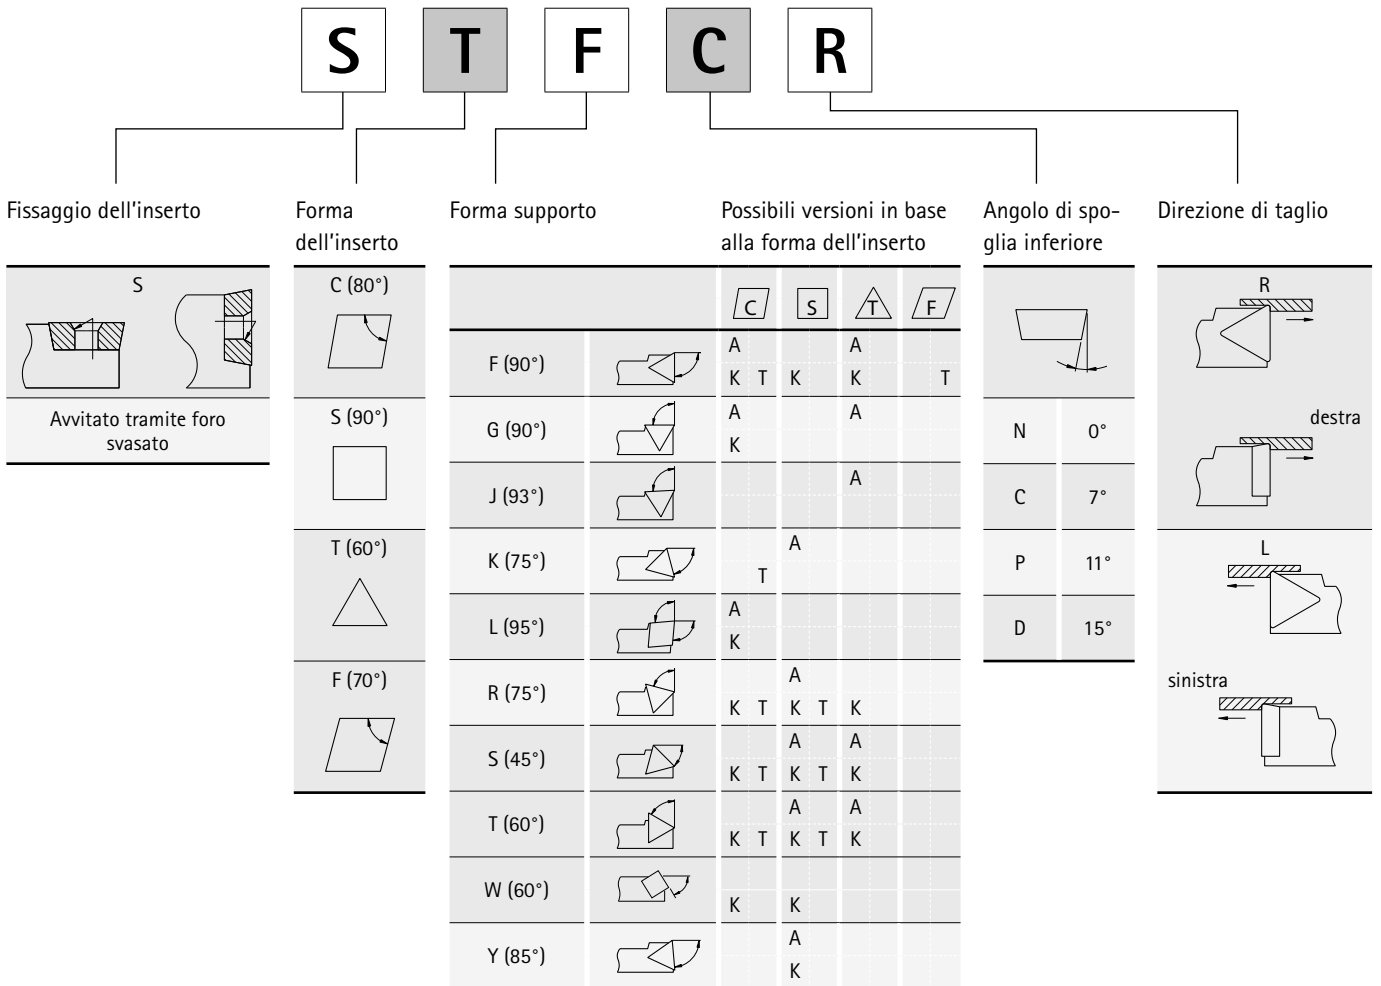 S T F C R
Fissaggio dell'inserto
S
Avvitato tramite foro
svasato
Forma
dell'inserto
C (80°)
S (90°)
T (60°)
F (70°)
Forma supporto
Possibili versioni in base
alla forma dell'inserto
C S T F
F (90°)
A A
K T K K T
G (90°)
A A
K
J (93°)
A
K (75°)
A
T
L (95°)
A
K
R (75°)
A
K T K T K
S (45°)
A A
K T K T K
T (60°)
A A
K T K T K
W (60°)
K K
Y (85°)
A
K
Angolo di spo-
glia inferiore
N 0°
C 7°
P 11°
D 15°
Direzione di taglio
R
destra
L
sinistra